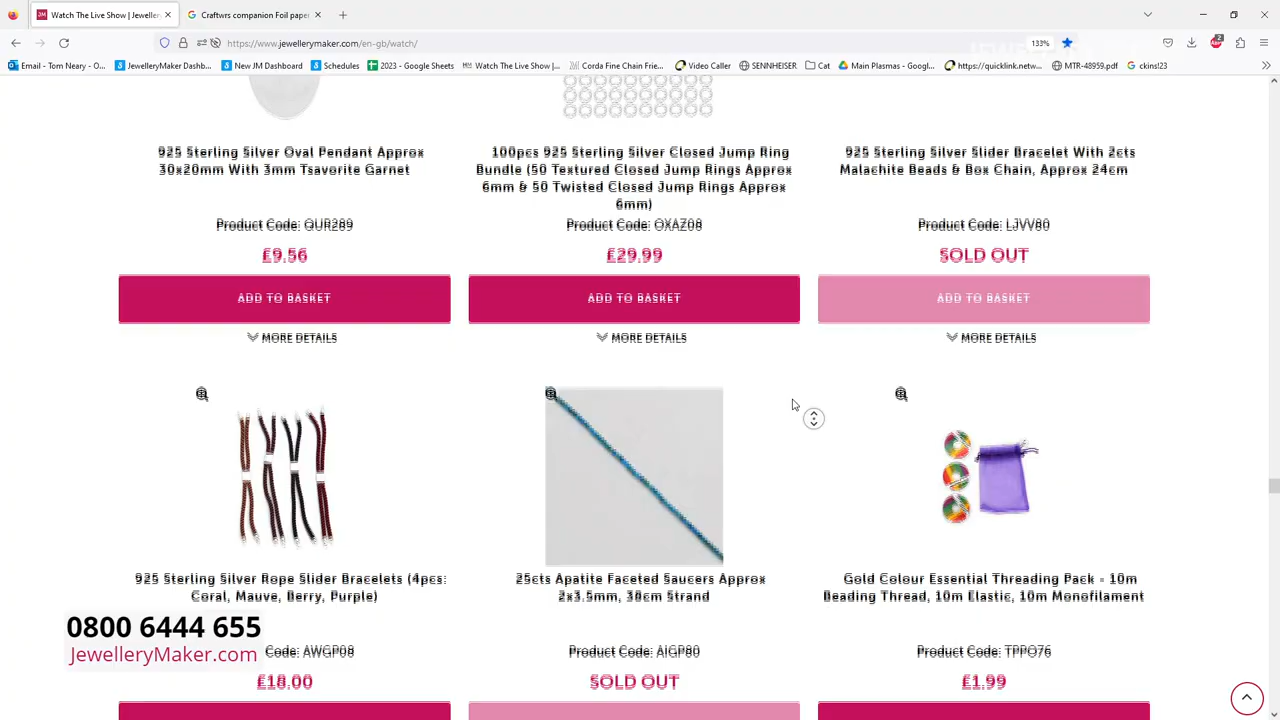 Watch The Live Show | Jeweller
Craftwrs companion Foil pape
https://www.jewellerymaker.com/en-gb/watch/
133%
2
Email - Tom Neary - O...
JewelleryMaker Dashb...
New JM Dashboard
Schedules
2023 - Google Sheets
Watch The Live Show |...
Corda Fine Chain Frie...
Video Caller
SENNHEISER
Cat
Main Plasmas - Googl...
https://quicklink.netw...
MTR-48959.pdf
ckins!23
925 Sterling Silver Oval Pendant Approx
30x20mm With 3mm Tsavorite Garnet
Product Code: QUR289
£9.56
ADD TO BASKET
MORE DETAILS
100pcs 925 Sterling Silver Closed Jump Ring
Bundle (50 Textured Closed Jump Rings Approx
6mm & 50 Twisted Closed Jump Rings Approx
6mm)
Product Code: OXAZ08
£29.99
ADD TO BASKET
MORE DETAILS
925 Sterling Silver Slider Bracelet With 2cts
Malachite Beads & Box Chain, Approx 24cm
Product Code: LJVV80
SOLD OUT
ADD TO BASKET
MORE DETAILS
925 Sterling Silver Rope Slider Bracelets (4pcs:
Coral, Mauve, Berry, Purple)
Code: AWGP08
£18.00
25cts Apatite Faceted Saucers Approx
2x3.5mm, 38cm Strand
Product Code: AIGP80
SOLD OUT
Gold Colour Essential Threading Pack - 10m
Beading Thread, 10m Elastic, 10m Monofilament
Product Code: TPPO76
£1.99
0800 6444 655
JewelleryMaker.com